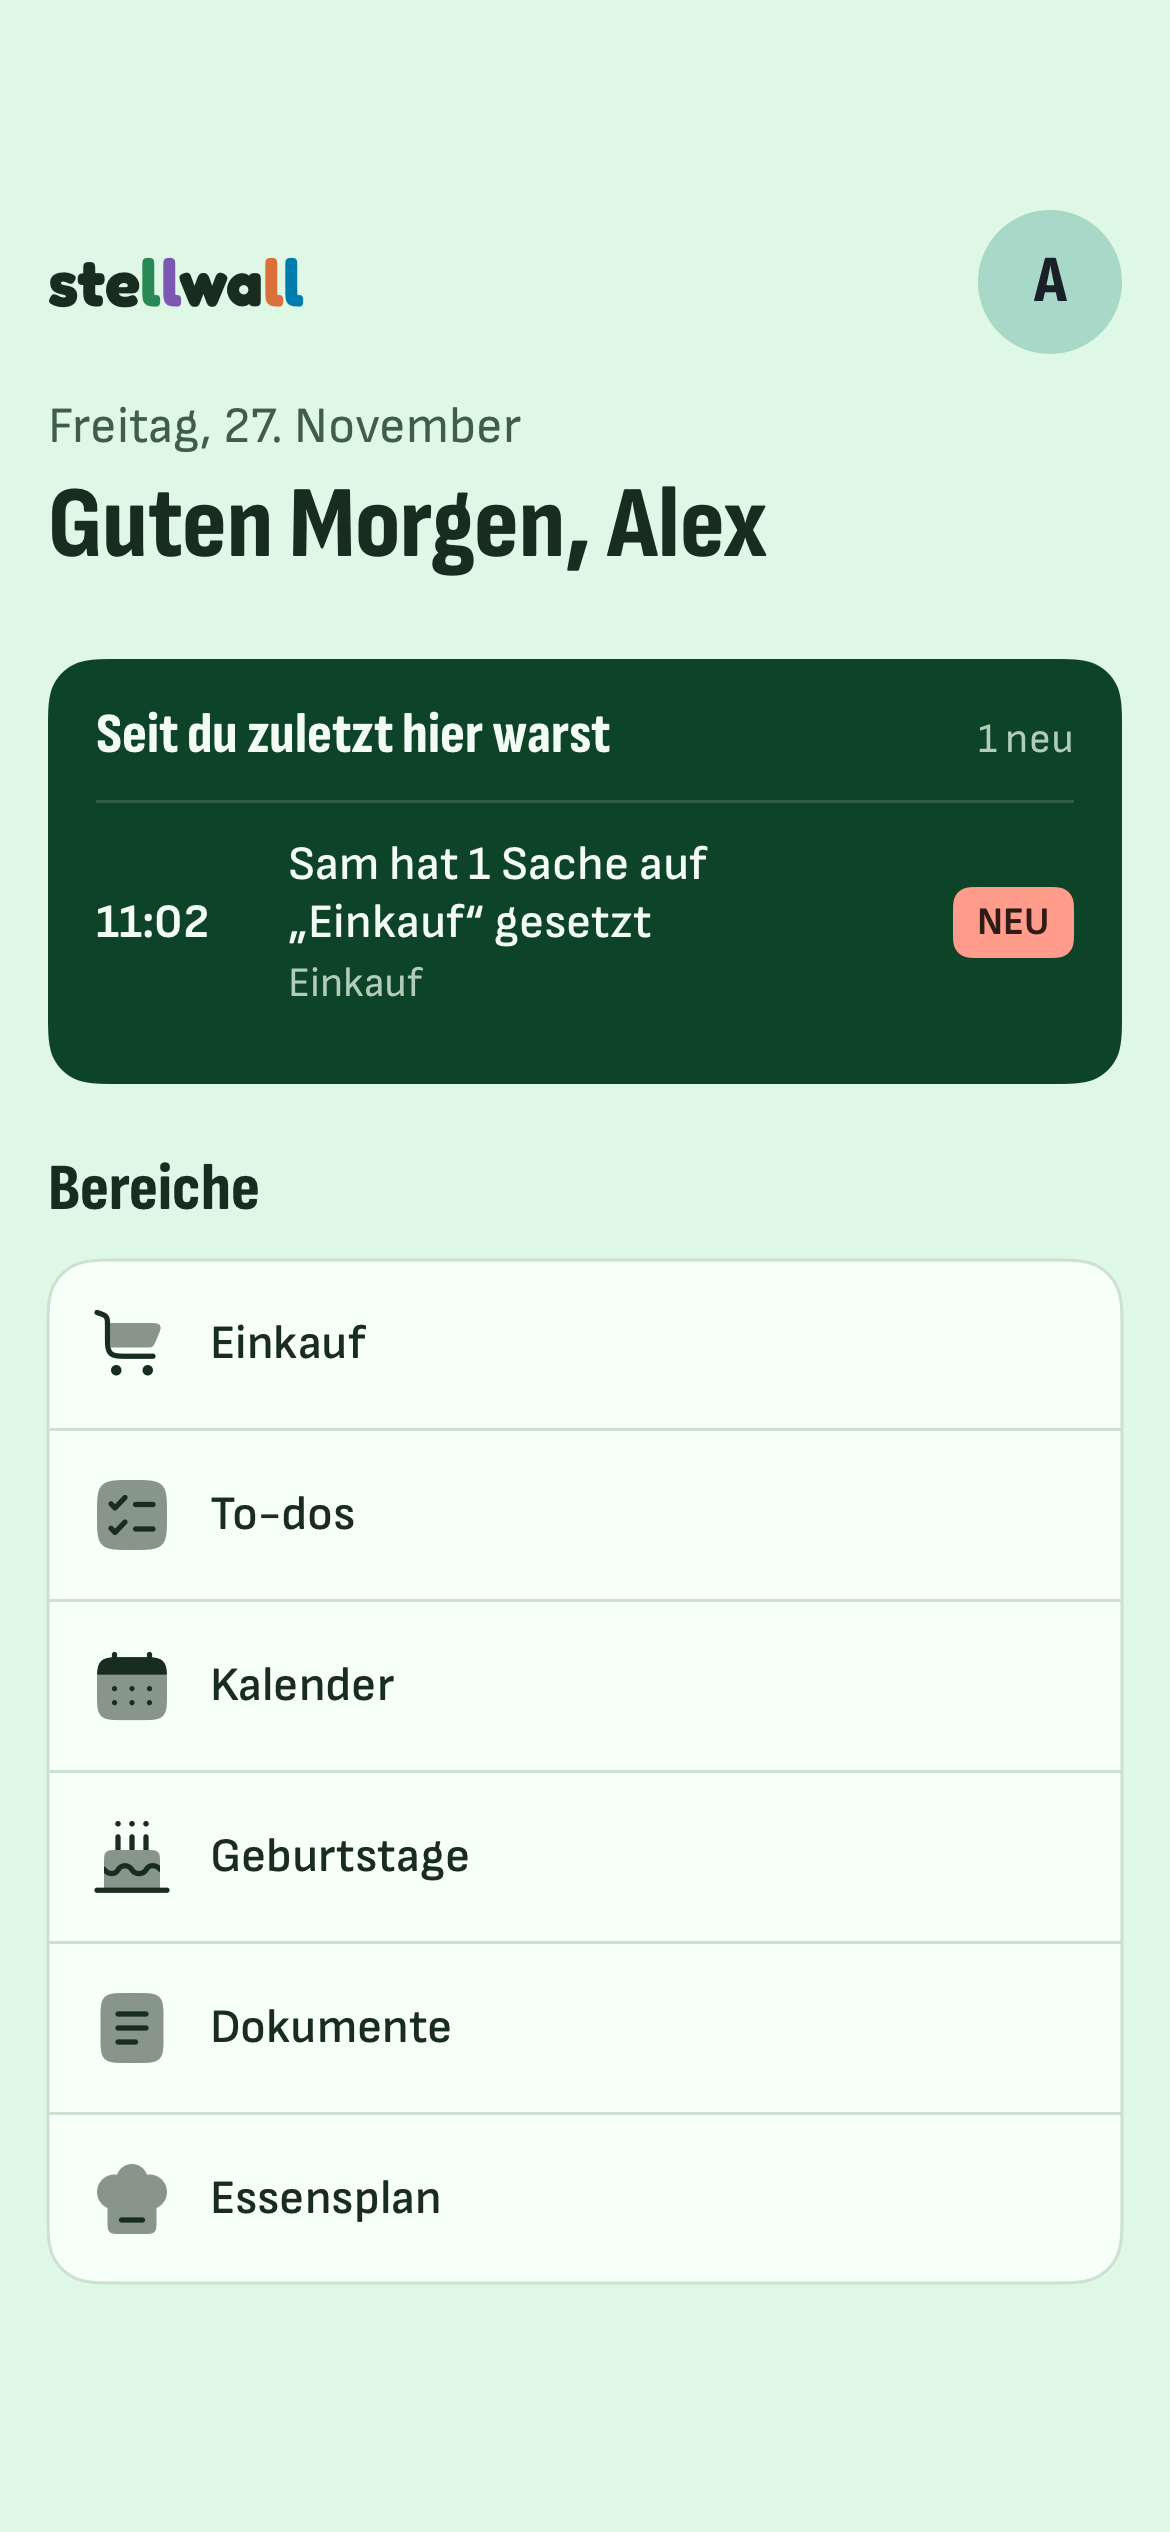 stellwall
A
Freitag, 27. November
Guten Morgen, Alex
Seit du zuletzt hier warst
1 neu
11:02
Sam hat 1 Sache auf
„Einkauf“ gesetzt
Einkauf
NEU
Bereiche
Einkauf
To-dos
Kalender
Geburtstage
Dokumente
Essensplan